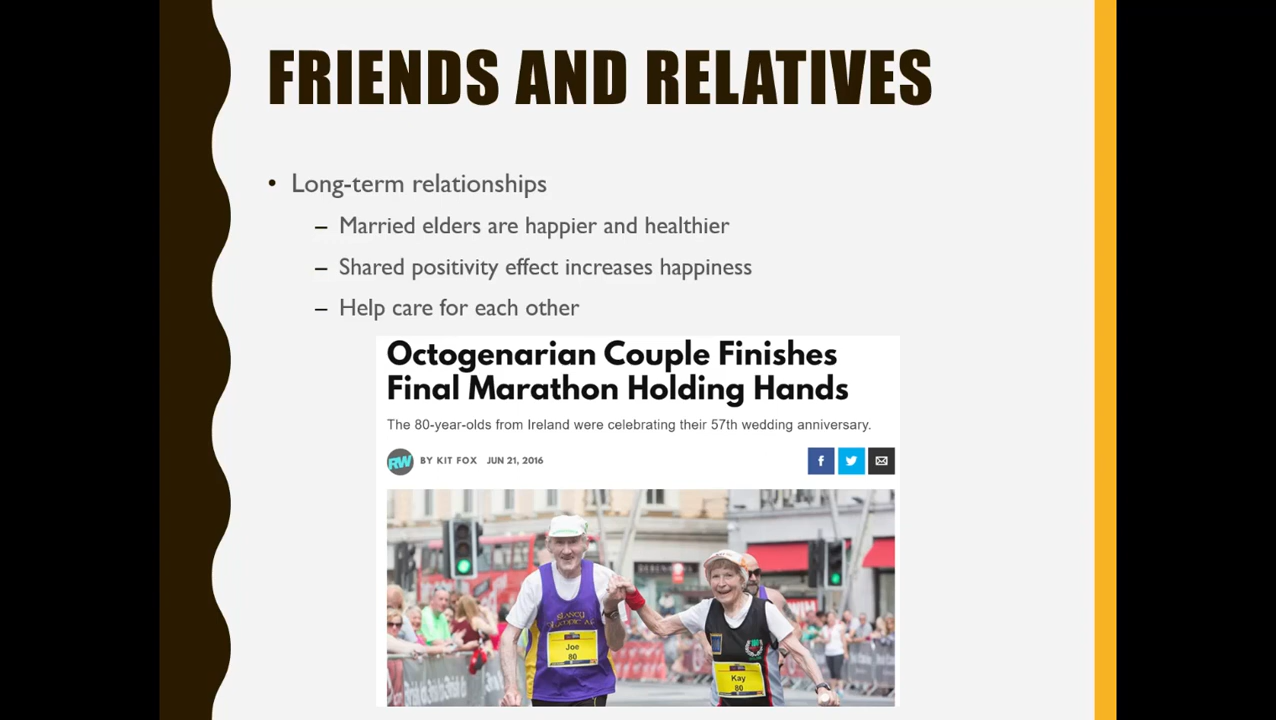 FRIENDS AND RELATIVES
• Long-term relationships
– Married elders are happier and healthier
– Shared positivity effect increases happiness
– Help care for each other
Octogenarian Couple Finishes
Final Marathon Holding Hands
The 80-year-olds from Ireland were celebrating their 57th wedding anniversary.
RW BY KIT FOX JUN 21, 2016
Joe
80
Kay
80